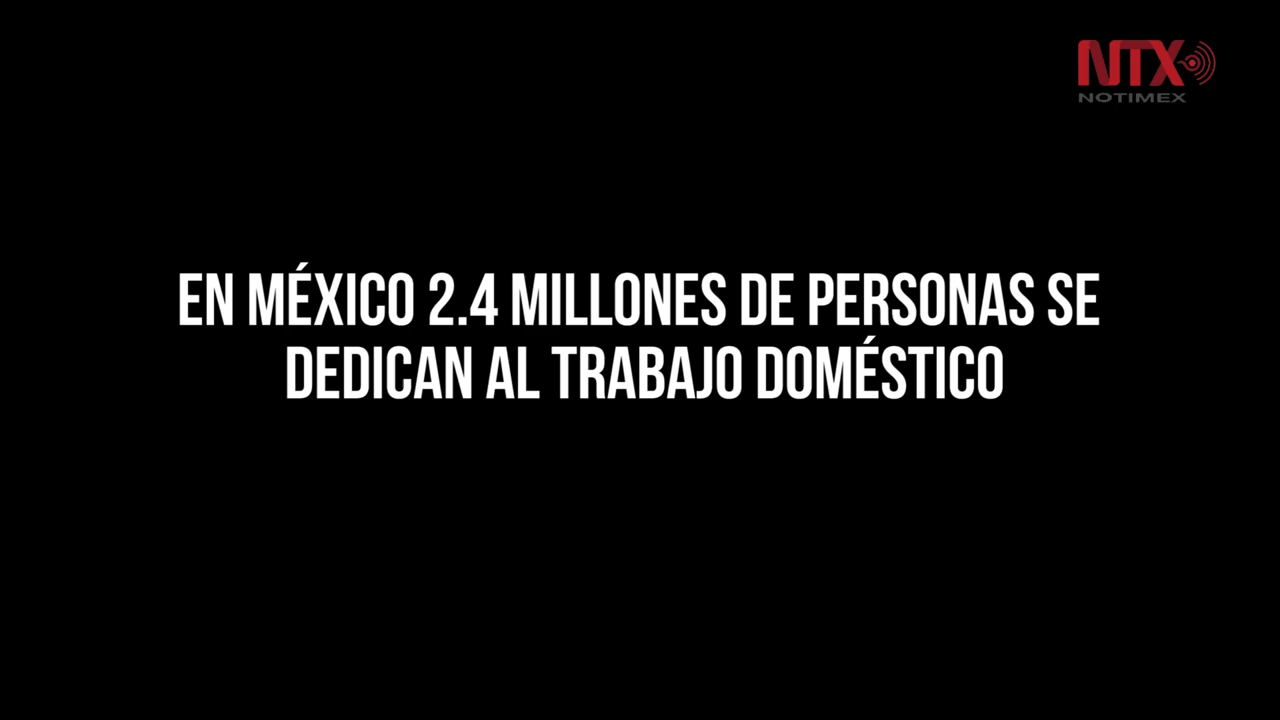 NTX
NOTIMEX
EN MÉXICO 2.4 MILLONES DE PERSONAS SE
DEDICAN AL TRABAJO DOMÉSTICO